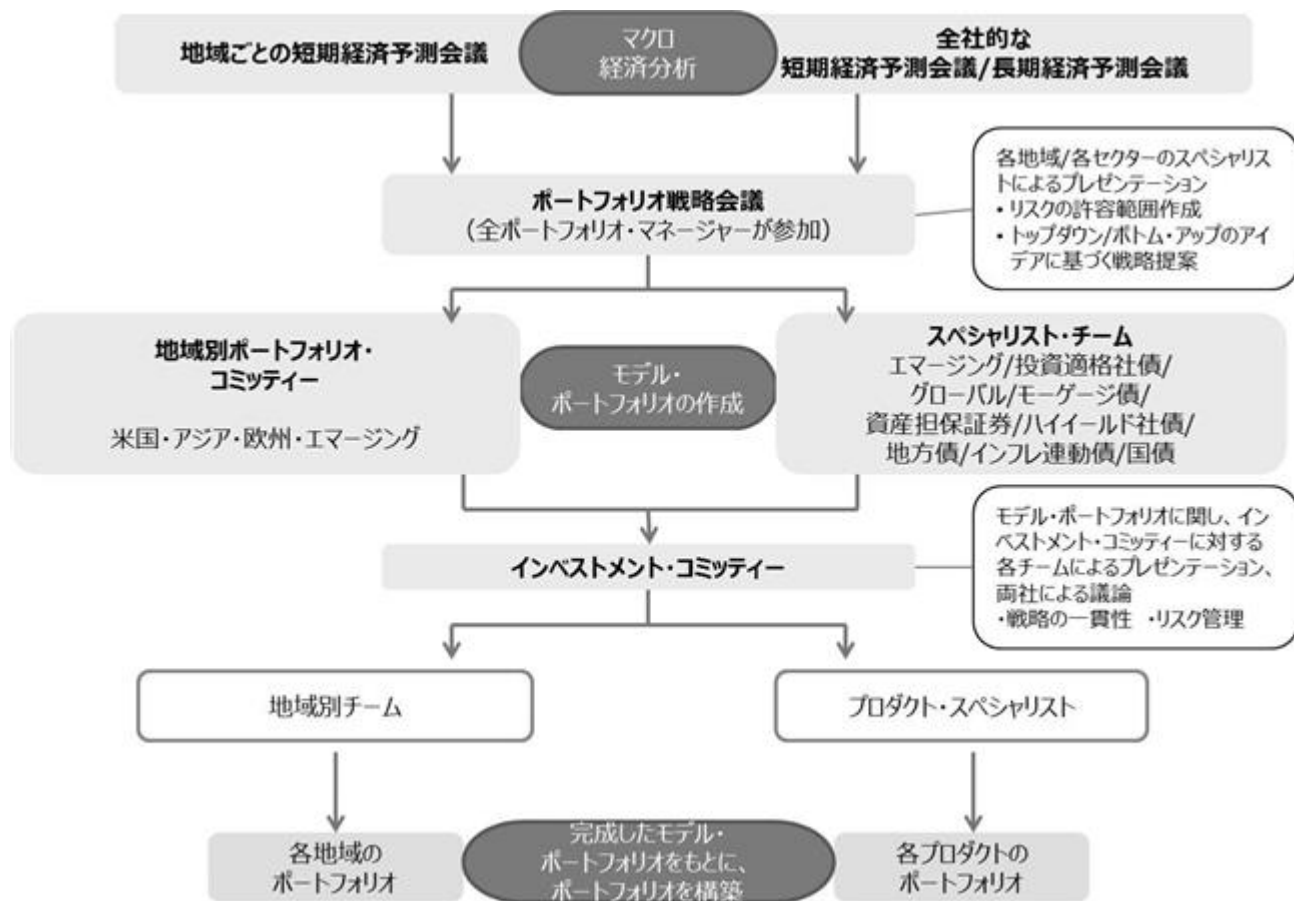 地域ごとの短期経済予測会議
マクロ
経済分析
全社的な
短期経済予測会議/長期経済予測会議
各地域/各セクターのスペシャリス
トによるプレゼンテーション
・リスクの許容範囲作成
・トップダウン/ボトム・アップのアイ
デアに基づく戦略提案
ポートフォリオ戦略会議
（全ポートフォリオ・マネージャーが参加）
地域別ポートフォリオ・
コミッティー
米国・アジア・欧州・エマージング
モデル・
ポートフォリオの作成
スペシャリスト・チーム
エマージング/投資適格社債/
グローバル/モーゲージ債/
資産担保証券/ハイイールド社債/
地方債/インフレ連動債/国債
モデル・ポートフォリオに関し、イン
ベストメント・コミッティーに対する
各チームによるプレゼンテーション、
両社による議論
・戦略の一貫性 ・リスク管理
インベストメント・コミッティー
地域別チーム
プロダクト・スペシャリスト
各地域の
ポートフォリオ
完成したモデル・
ポートフォリオをもとに、
ポートフォリオを構築
各プロダクトの
ポートフォリオ